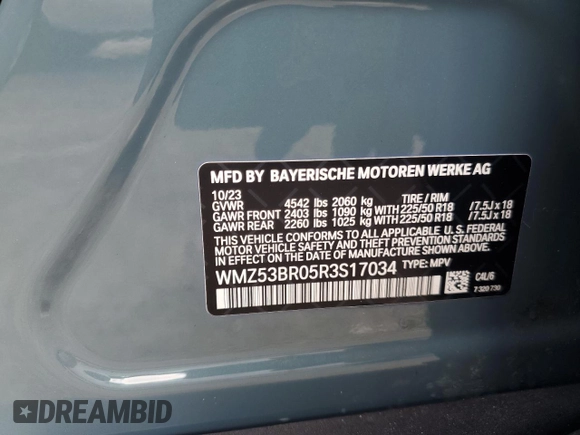 MFD BY BAYERISCHE MOTOREN WERKE AG
10/23 TIRE / RIM
GVWR 4542 lbs 2060 kg
GAWR FRONT 2403 lbs 1090 kg WITH 225/50 R18 /7.5J x 18
GAWR REAR 2260 lbs 1025 kg WITH 225/50 R18 /7.5J x 18
THIS VEHICLE CONFORMS TO ALL APPLICABLE U.S. FEDERAL
MOTOR VEHICLE SAFETY AND THEFT PREVENTION STANDARDS
IN EFFECT ON THE DATE OF MANUFACTURE SHOWN ABOVE.
WMZ53BR05R3S17034 TYPE: MPV
C4L/6
7 320 730
DREAMBID